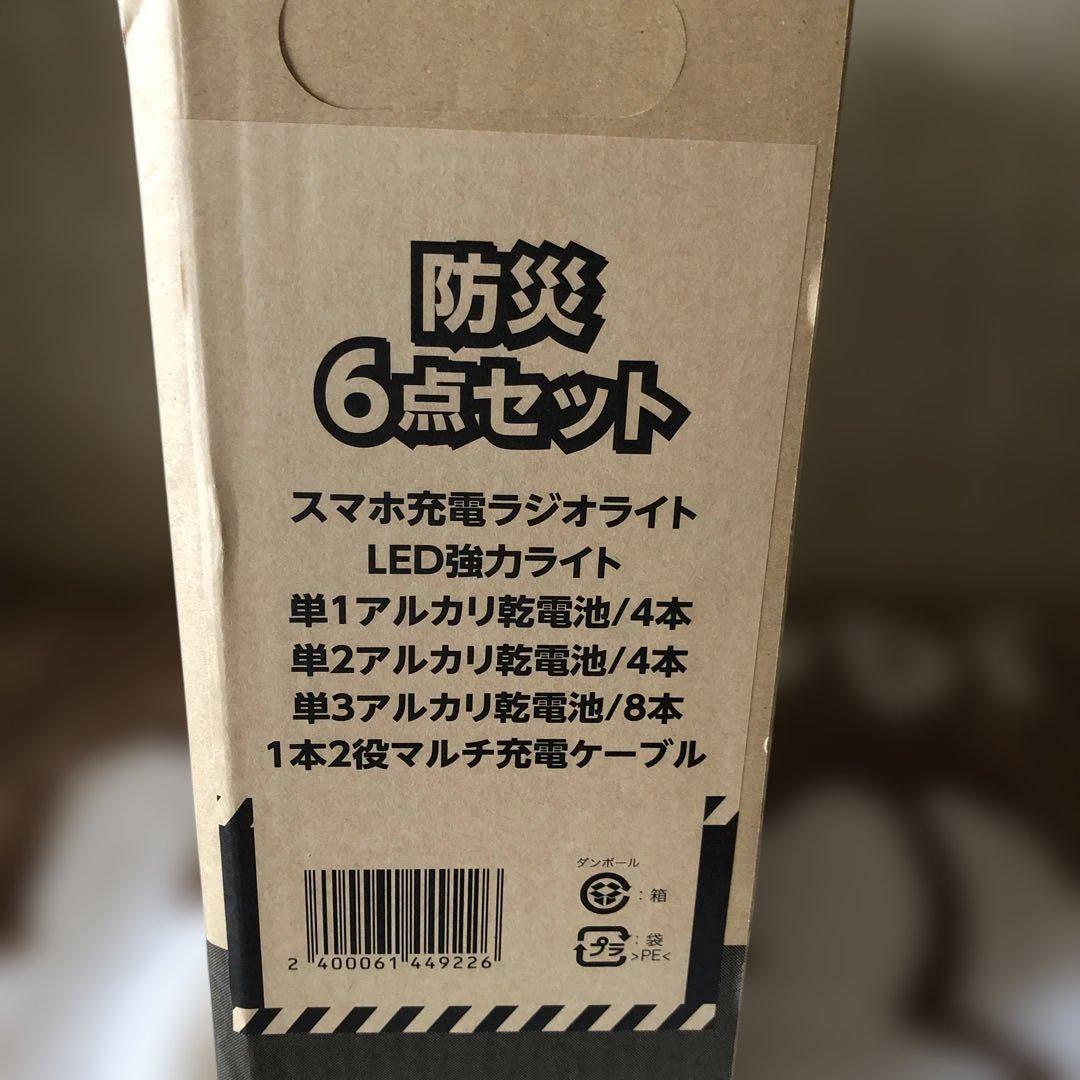 防災
6点セット
スマホ充電ラジオライト
LED強力ライト
単1アルカリ乾電池/4本
単2アルカリ乾電池/4本
単3アルカリ乾電池/8本
1本2役マルチ充電ケーブル
ダンボール
:箱
プラ
:袋
>PE<
2 400061 449226